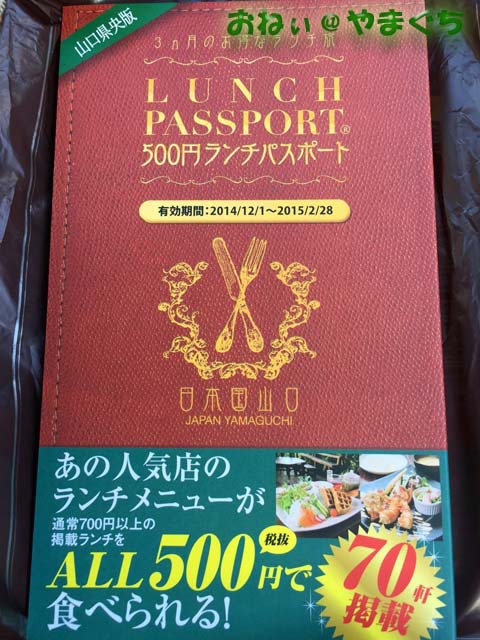 おねぃ@やまぐち
山口県央版
3ヵ月のお得なランチ旅
LUNCH
PASSPORT®
500円ランチパスポート
有効期間:2014/12/1〜2015/2/28
日本国山口
JAPAN YAMAGUCHI
あの人気店の
ランチメニューが
通常700円以上の
掲載ランチを
ALL500円で
税抜
食べられる!
70軒
掲載